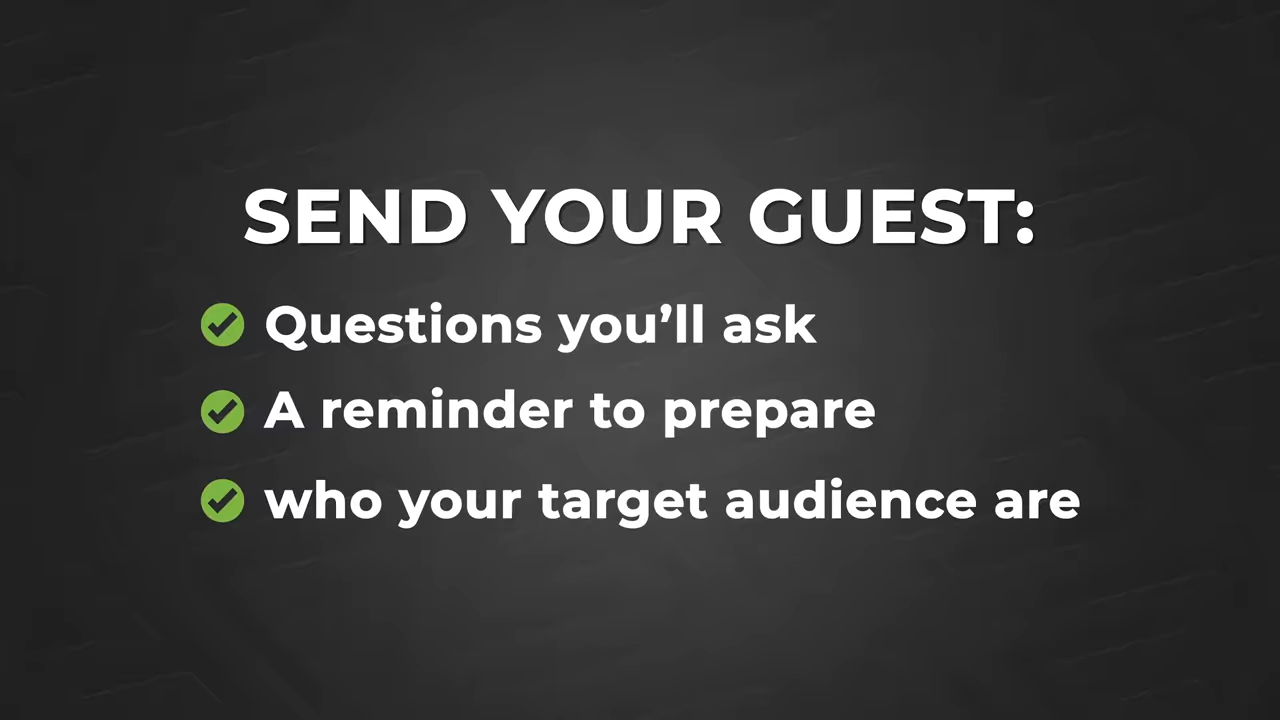 SEND YOUR GUEST:
Questions you’ll ask
A reminder to prepare
who your target audience are